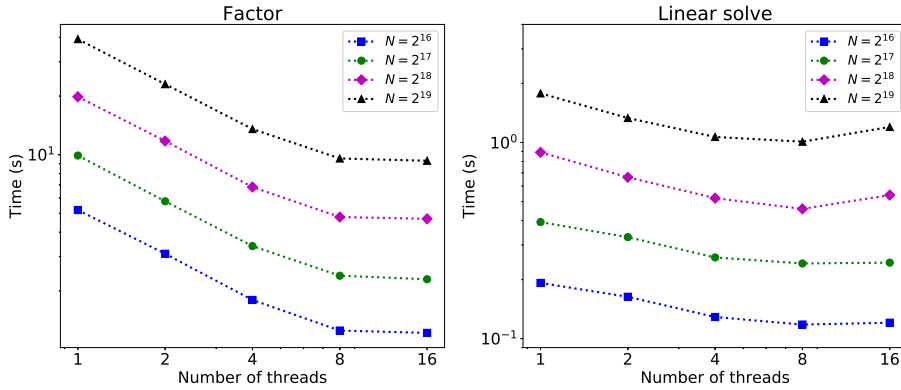 Factor
N = 2^16
N = 2^17
N = 2^18
N = 2^19
10^1
Time (s)
1 2 4 8 16
Number of threads
Linear solve
N = 2^16
N = 2^17
N = 2^18
N = 2^19
10^0
10^−1
Time (s)
1 2 4 8 16
Number of threads